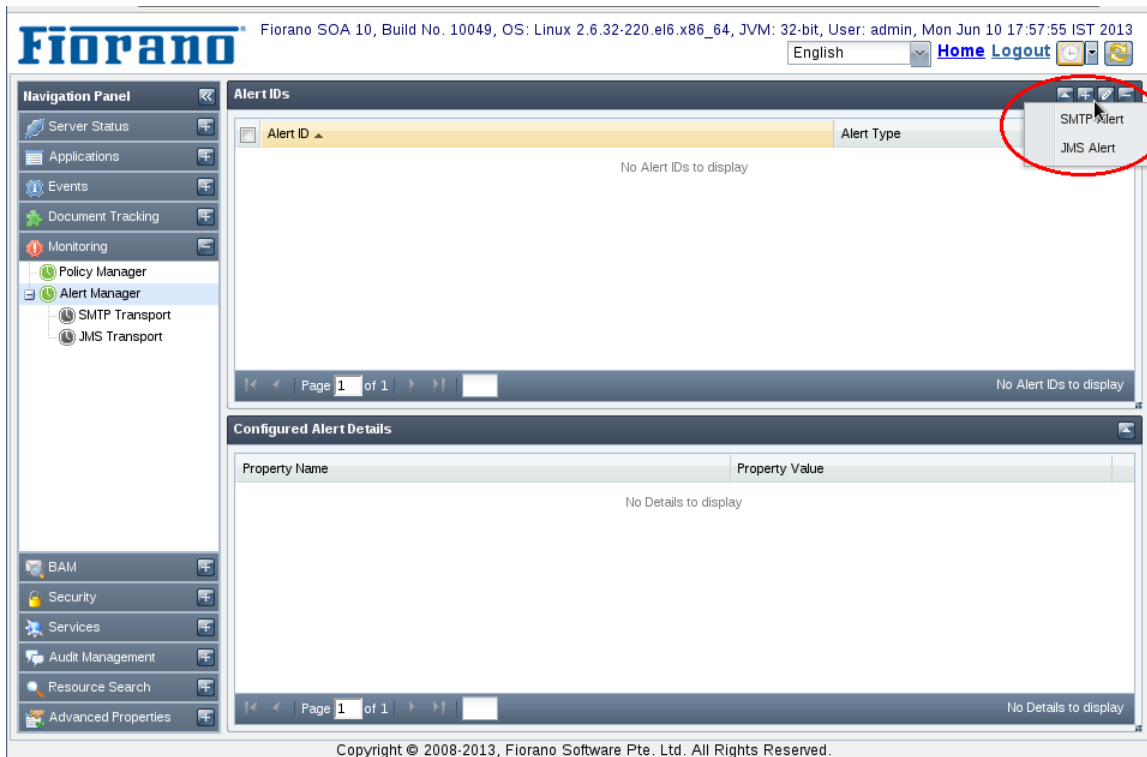 Fiorano
Fiorano SOA 10, Build No. 10049, OS: Linux 2.6.32-220.el6.x86_64, JVM: 32-bit, User: admin, Mon Jun 10 17:57:55 IST 2013
English Home Logout
Navigation Panel
Server Status
Applications
Events
Document Tracking
Monitoring
Policy Manager
Alert Manager
SMTP Transport
JMS Transport
BAM
Security
Services
Audit Management
Resource Search
Advanced Properties
Alert IDs
SMTP Alert
JMS Alert
Alert ID Alert Type
No Alert IDs to display
Page 1 of 1 No Alert IDs to display
Configured Alert Details
Property Name Property Value
No Details to display
Page 1 of 1 No Details to display
Copyright © 2008-2013, Fiorano Software Pte. Ltd. All Rights Reserved.